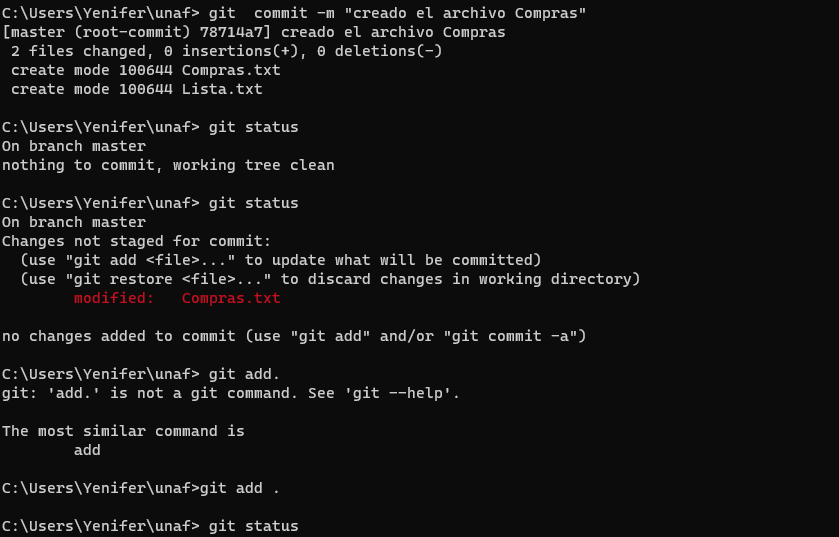 C:\Users\Yenifer\unaf> git  commit -m "creado el archivo Compras"
[master (root-commit) 78714a7] creado el archivo Compras
 2 files changed, 0 insertions(+), 0 deletions(-)
 create mode 100644 Compras.txt
 create mode 100644 Lista.txt

C:\Users\Yenifer\unaf> git status
On branch master
nothing to commit, working tree clean

C:\Users\Yenifer\unaf> git status
On branch master
Changes not staged for commit:
  (use "git add <file>..." to update what will be committed)
  (use "git restore <file>..." to discard changes in working directory)
        modified:   Compras.txt

no changes added to commit (use "git add" and/or "git commit -a")

C:\Users\Yenifer\unaf> git add.
git: 'add.' is not a git command. See 'git --help'.

The most similar command is
        add

C:\Users\Yenifer\unaf>git add .

C:\Users\Yenifer\unaf> git status